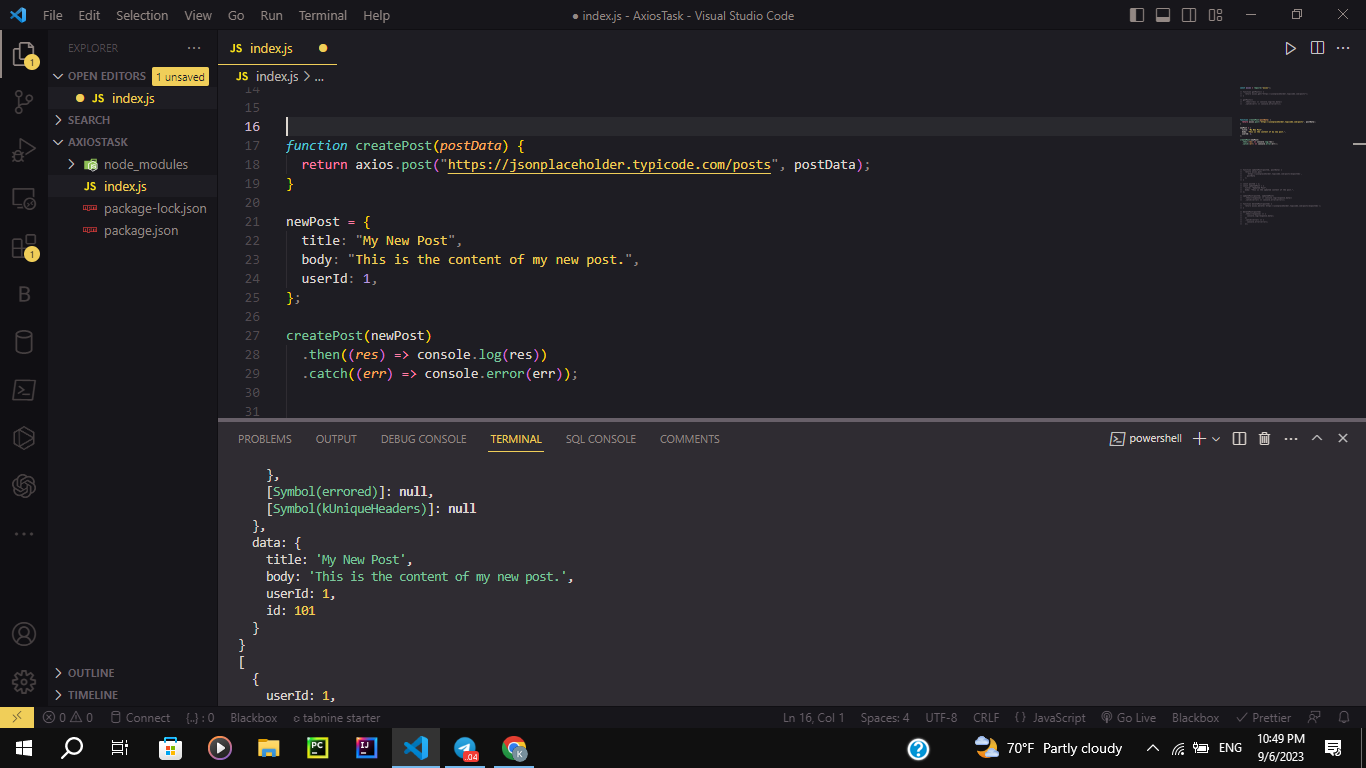 File Edit Selection View Go Run Terminal Help ● index.js - AxiosTask - Visual Studio Code
EXPLORER ...
OPEN EDITORS 1 unsaved
● JS index.js
SEARCH
AXIOSTASK
node_modules
JS index.js
package-lock.json
package.json
OUTLINE
TIMELINE
1
1
B
JS index.js ●
JS index.js > ...
14
15
16
17 function createPost(postData) {
18 return axios.post("https://jsonplaceholder.typicode.com/posts", postData);
19 }
20
21 newPost = {
22 title: "My New Post",
23 body: "This is the content of my new post.",
24 userId: 1,
25 };
26
27 createPost(newPost)
28 .then((res) => console.log(res))
29 .catch((err) => console.error(err));
30
31
PROBLEMS OUTPUT DEBUG CONSOLE TERMINAL SQL CONSOLE COMMENTS powershell
},
[Symbol(errored)]: null,
[Symbol(kUniqueHeaders)]: null
},
data: {
title: 'My New Post',
body: 'This is the content of my new post.',
userId: 1,
id: 101
}
}
[
{
userId: 1,
0 0 Connect {..} : 0 Blackbox tabnine starter Ln 16, Col 1 Spaces: 4 UTF-8 CRLF {} JavaScript Go Live Blackbox Prettier
PC IJ .04 K ? 70°F Partly cloudy ENG 10:49 PM
9/6/2023